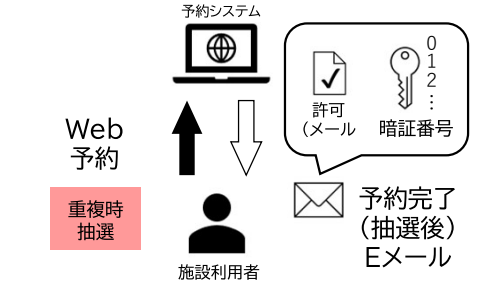 予約システム
0
1
2
⋮
許可
（メール
暗証番号
Web
予約
重複時
抽選
予約完了
（抽選後）
Eメール
施設利用者